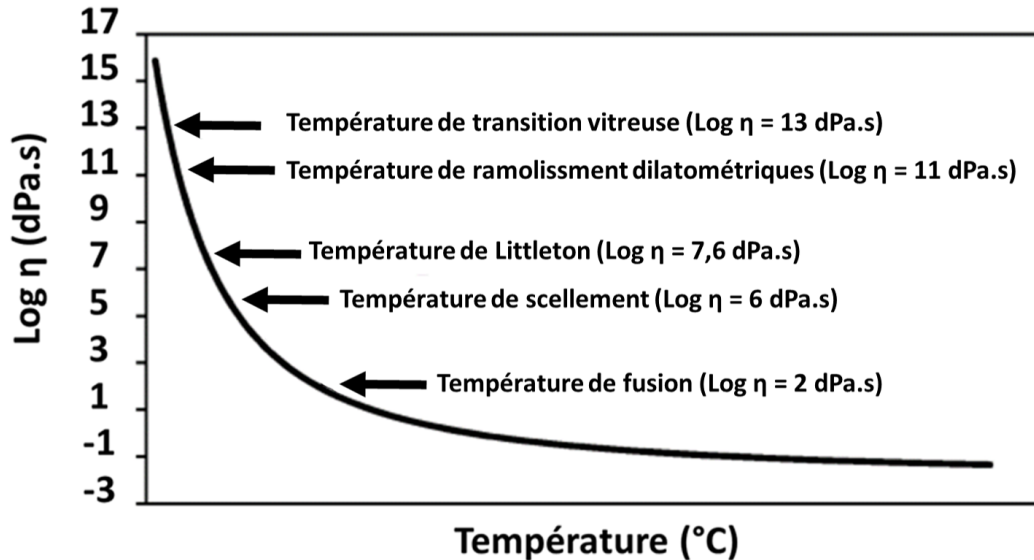 17
15
13
11
9
7
5
3
1
-1
-3
Log η (dPa.s)
Température de transition vitreuse (Log η = 13 dPa.s)
Température de ramolissment dilatométriques (Log η = 11 dPa.s)
Température de Littleton (Log η = 7,6 dPa.s)
Température de scellement (Log η = 6 dPa.s)
Température de fusion (Log η = 2 dPa.s)
Température (°C)